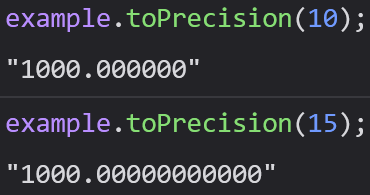 example.toPrecision(10);
"1000.000000"
example.toPrecision(15);
"1000.00000000000"